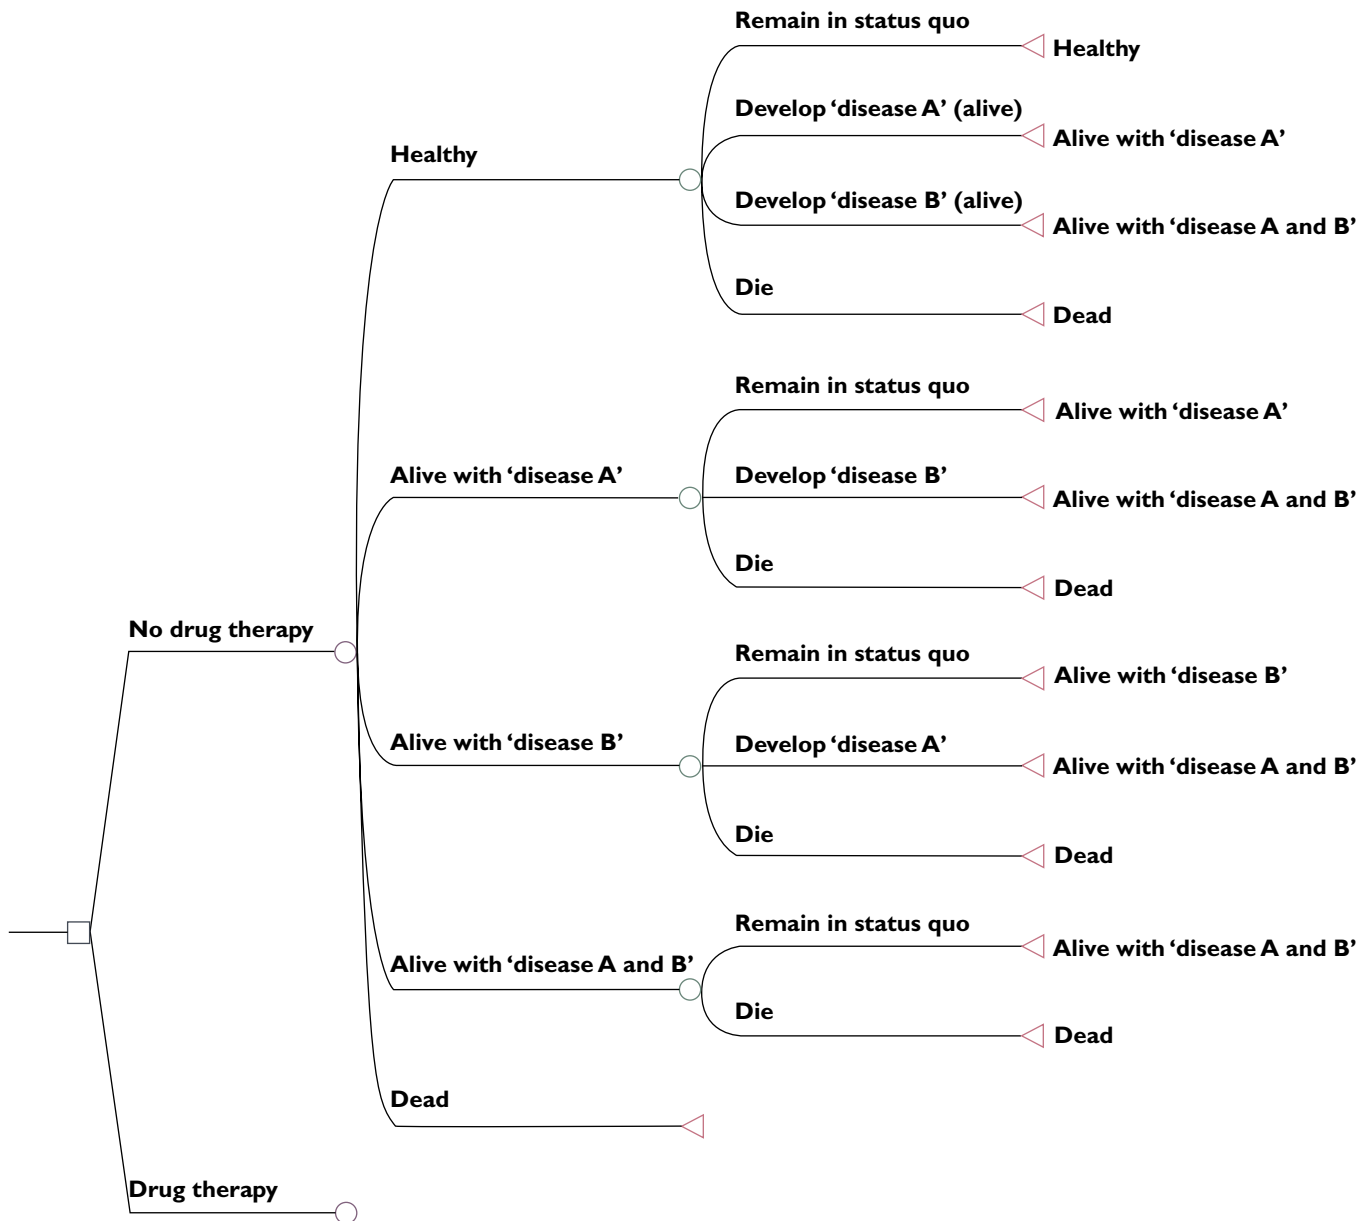 Remain in status quo
Healthy
Develop ‘disease A’ (alive)
Alive with ‘disease A’
Healthy
Develop ‘disease B’ (alive)
Alive with ‘disease A and B’
Die
Dead
Remain in status quo
Alive with ‘disease A’
Alive with ‘disease A’
Develop ‘disease B’
Alive with ‘disease A and B’
Die
Dead
No drug therapy
Remain in status quo
Alive with ‘disease B’
Alive with ‘disease B’
Develop ‘disease A’
Alive with ‘disease A and B’
Die
Dead
Remain in status quo
Alive with ‘disease A and B’
Alive with ‘disease A and B’
Die
Dead
Dead
Drug therapy